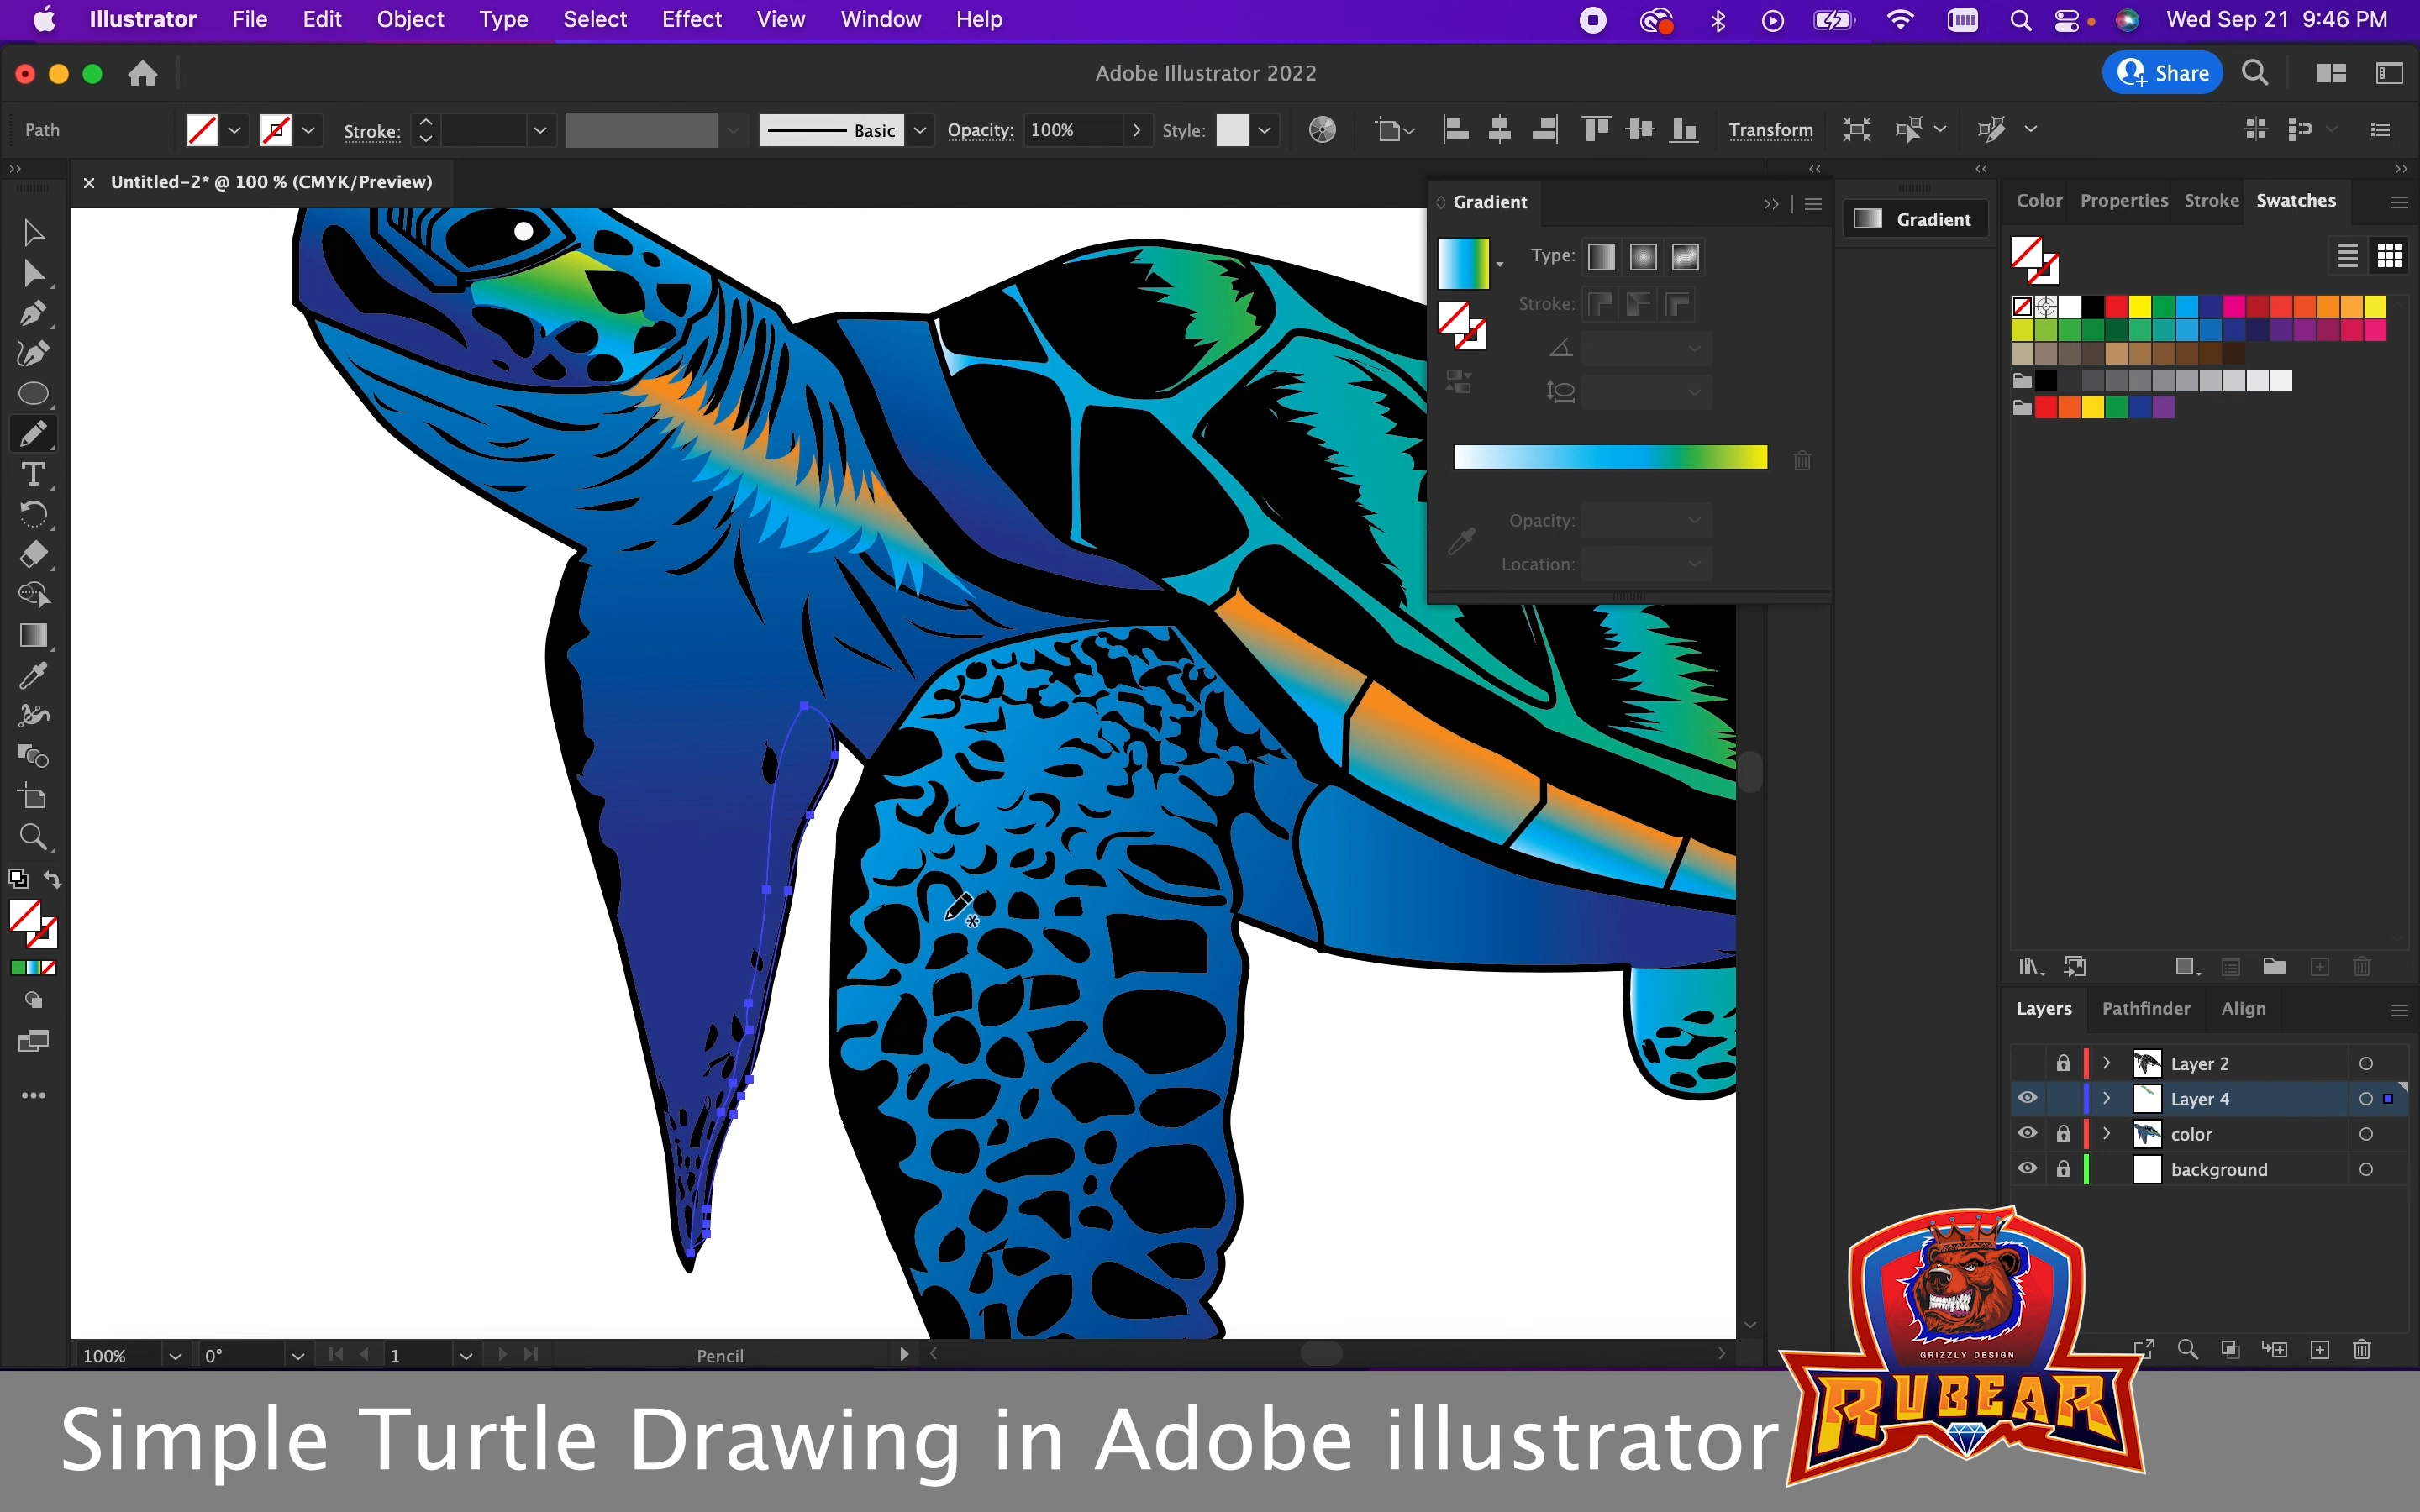 Illustrator File Edit Object Type Select Effect View Window Help Wed Sep 21 9:46 PM
Adobe Illustrator 2022 Share
Path Stroke: Basic Opacity: 100% Style: Transform
Untitled-2* @ 100 % (CMYK/Preview)
Gradient
Type:
Stroke:
Opacity:
Location:
Gradient
Color Properties Stroke Swatches
Layers Pathfinder Align
Layer 2
Layer 4
color
background
100% 0° 1 Pencil
GRIZZLY DESIGN
RUBEAR
Simple Turtle Drawing in Adobe illustrator